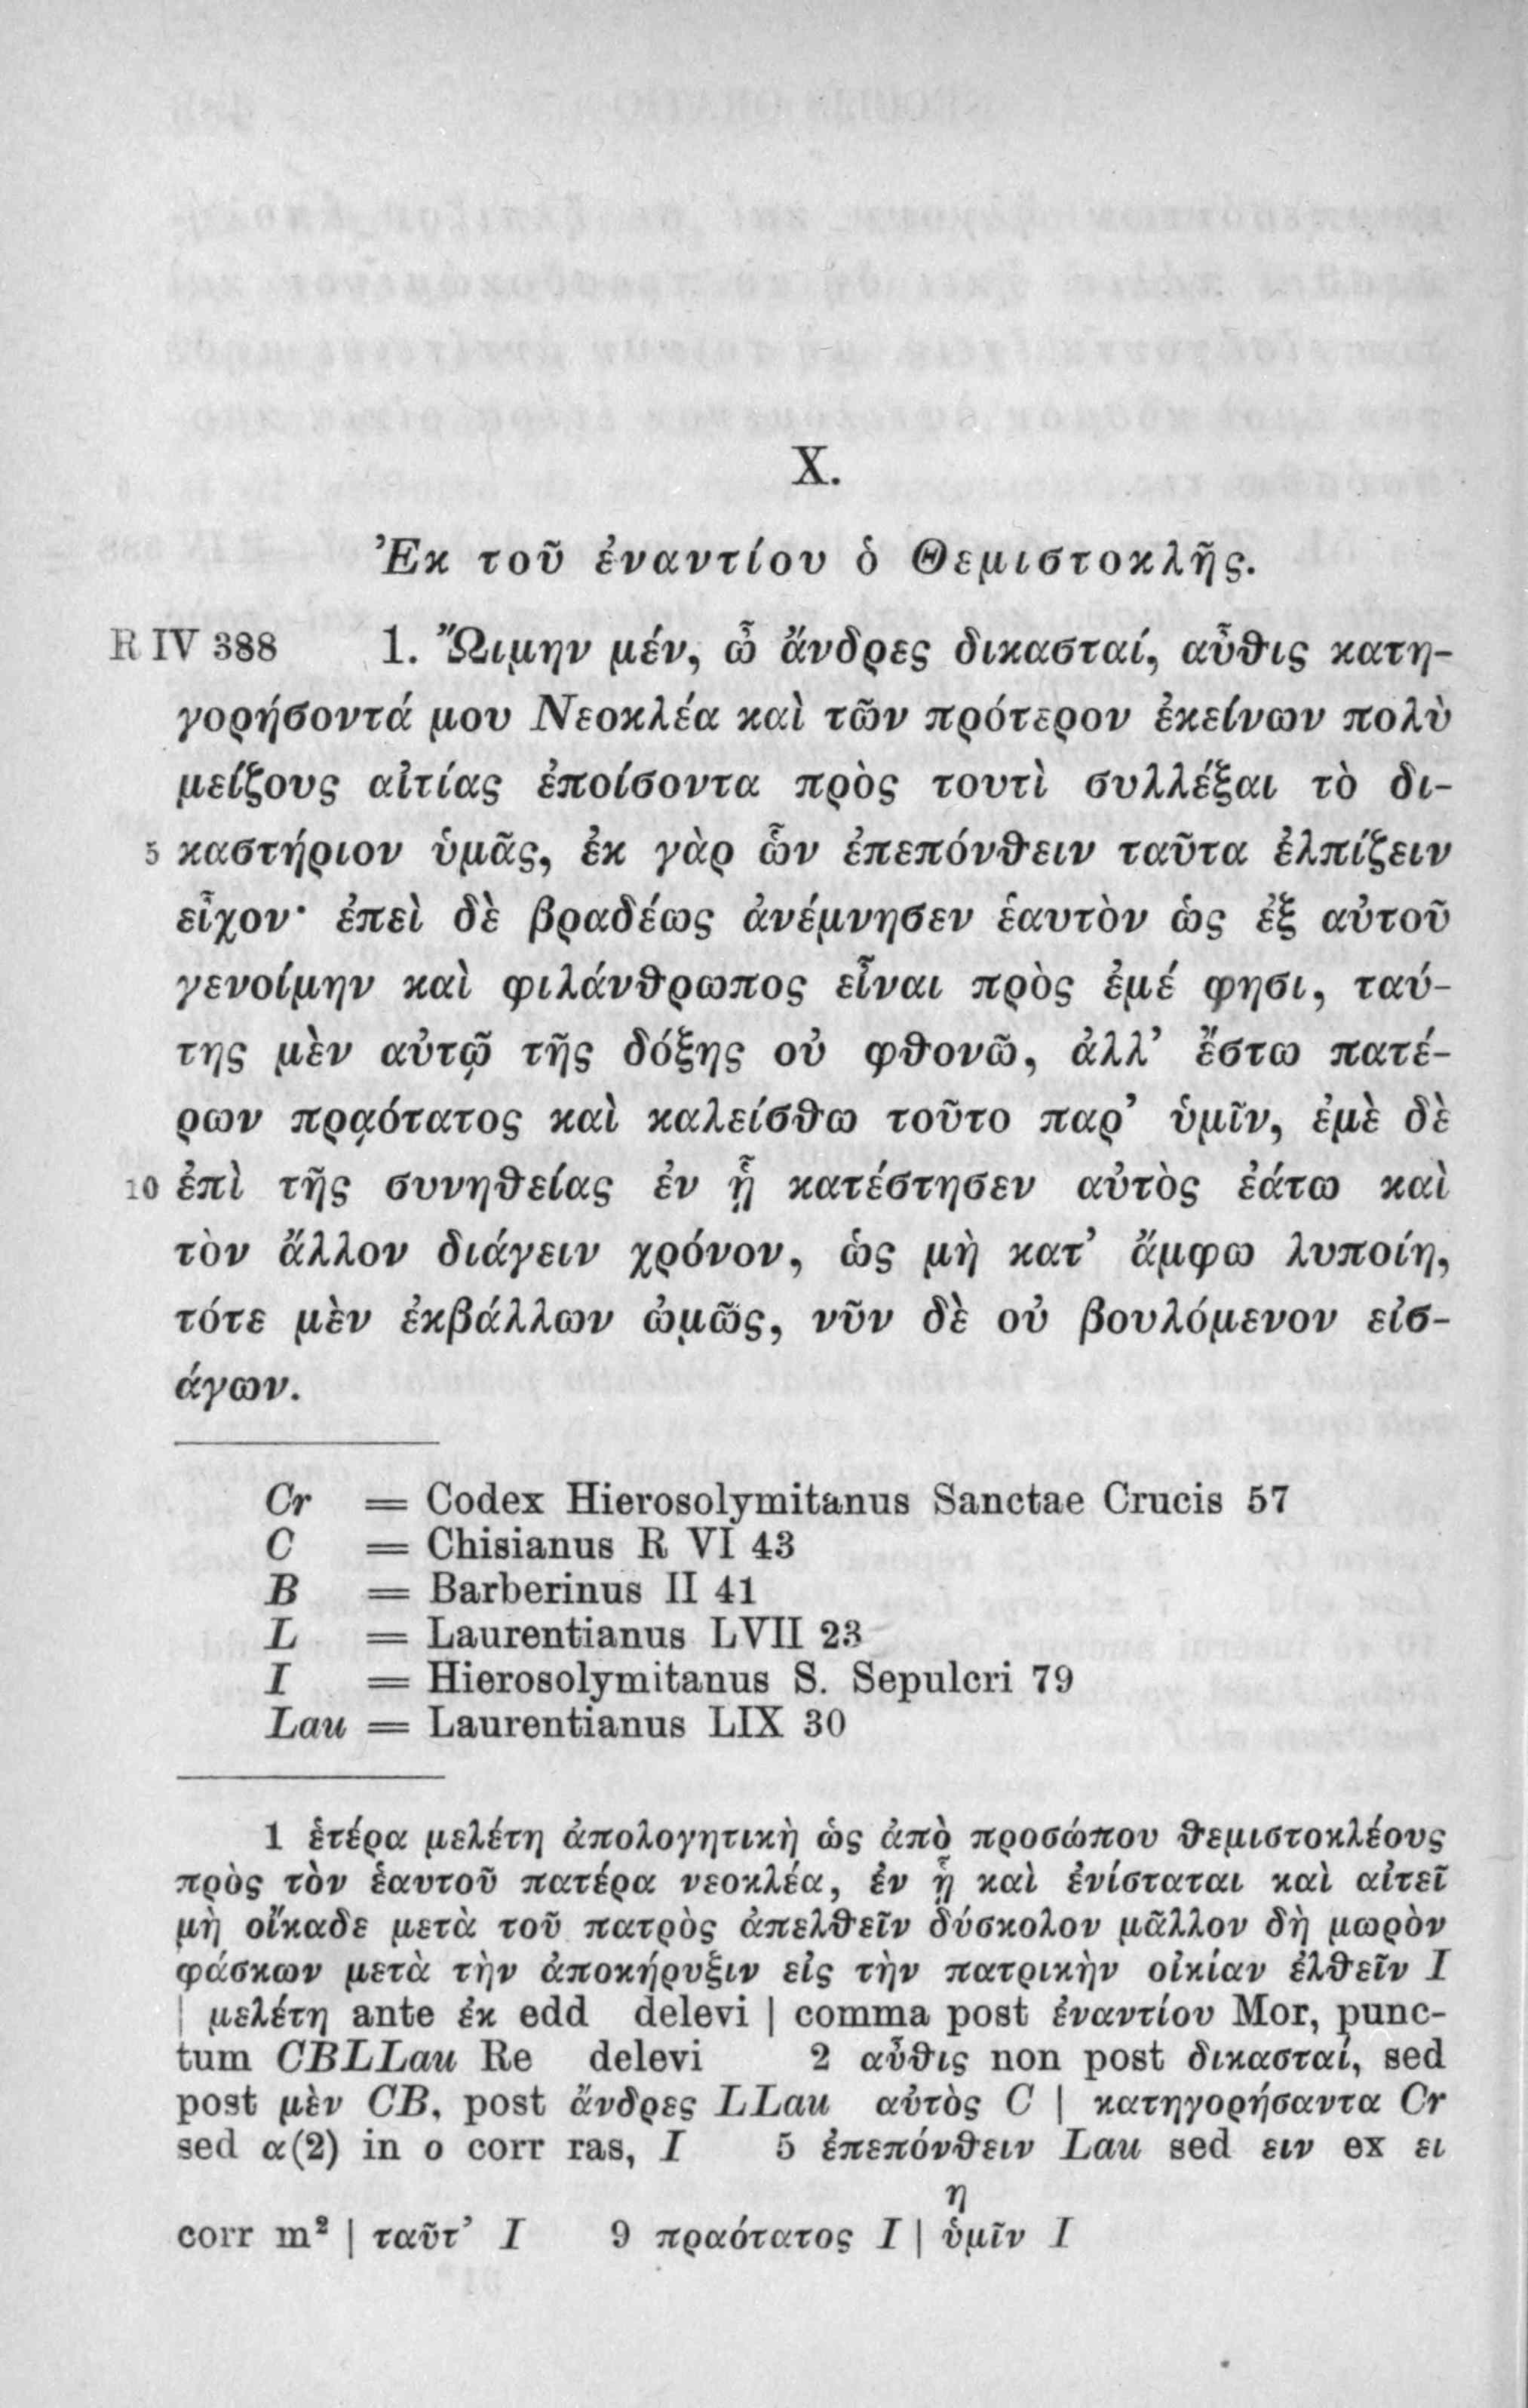 X.
Ἐκ τοῦ ἐναντίου ὁ Θεμιστοκλῆς.
R IV 388 1. Ὤιμην μέν, ὦ ἄνδρες δικασταί, αὖθις κατη-
γορήσοντά μου Νεοκλέα καὶ τῶν πρότερον ἐκείνων πολὺ
μείζους αἰτίας ἐποίσοντα πρὸς τουτὶ συλλέξαι τὸ δι-
5 καστήριον ὑμᾶς, ἐκ γὰρ ὧν ἐπεπόνθειν ταῦτα ἐλπίζειν
εἶχον· ἐπεὶ δὲ βραδέως ἀνέμνησεν ἑαυτὸν ὡς ἐξ αὐτοῦ
γενοίμην καὶ φιλάνθρωπος εἶναι πρὸς ἐμέ φησι, ταύ-
της μὲν αὐτῷ τῆς δόξης οὐ φθονῶ, ἀλλ’ ἔστω πατέ-
ρων πρᾳότατος καὶ καλείσθω τοῦτο παρ’ ὑμῖν, ἐμὲ δὲ
10 ἐπὶ τῆς συνηθείας ἐν ᾗ κατέστησεν αὐτὸς ἐάτω καὶ
τὸν ἄλλον διάγειν χρόνον, ὡς μὴ κατ’ ἄμφω λυποίη,
τότε μὲν ἐκβάλλων ὠμῶς, νῦν δὲ οὐ βουλόμενον εἰσ-
άγων.
Cr = Codex Hierosolymitanus Sanctae Crucis 57
C = Chisianus R VI 43
B = Barberinus II 41
L = Laurentianus LVII 23
I = Hierosolymitanus S. Sepulcri 79
Lau = Laurentianus LIX 30
1 ἑτέρα μελέτη ἀπολογητικὴ ὡς ἀπὸ προσώπου θεμιστοκλέους
πρὸς τὸν ἑαυτοῦ πατέρα νεοκλέα, ἐν ᾗ καὶ ἐνίσταται καὶ αἰτεῖ
μὴ οἴκαδε μετὰ τοῦ πατρὸς ἀπελθεῖν δύσκολον μᾶλλον δὴ μωρὸν
φάσκων μετὰ τὴν ἀποκήρυξιν εἰς τὴν πατρικὴν οἰκίαν ἐλθεῖν I
| μελέτη ante ἐκ edd delevi | comma post ἐναντίου Mor, punc-
tum CBLLau Re delevi 2 αὖθις non post δικασταί, sed
post μὲν CB, post ἄνδρες LLau αὐτὸς C | κατηγορήσαντα Cr
sed α(2) in ο corr ras, I 5 ἐπεπόνθειν Lau sed ειν ex ει
η
corr m² | ταῦτ’ I 9 πραότατος I | ὑμῖν I